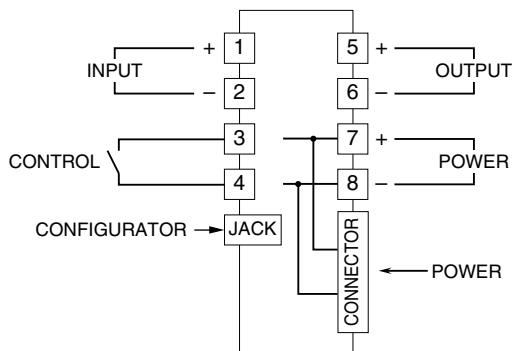 + 1 5 +
INPUT OUTPUT
− 2 6 −
3 7 +
CONTROL POWER
4 8 −
CONFIGURATOR JACK
CONNECTOR
POWER